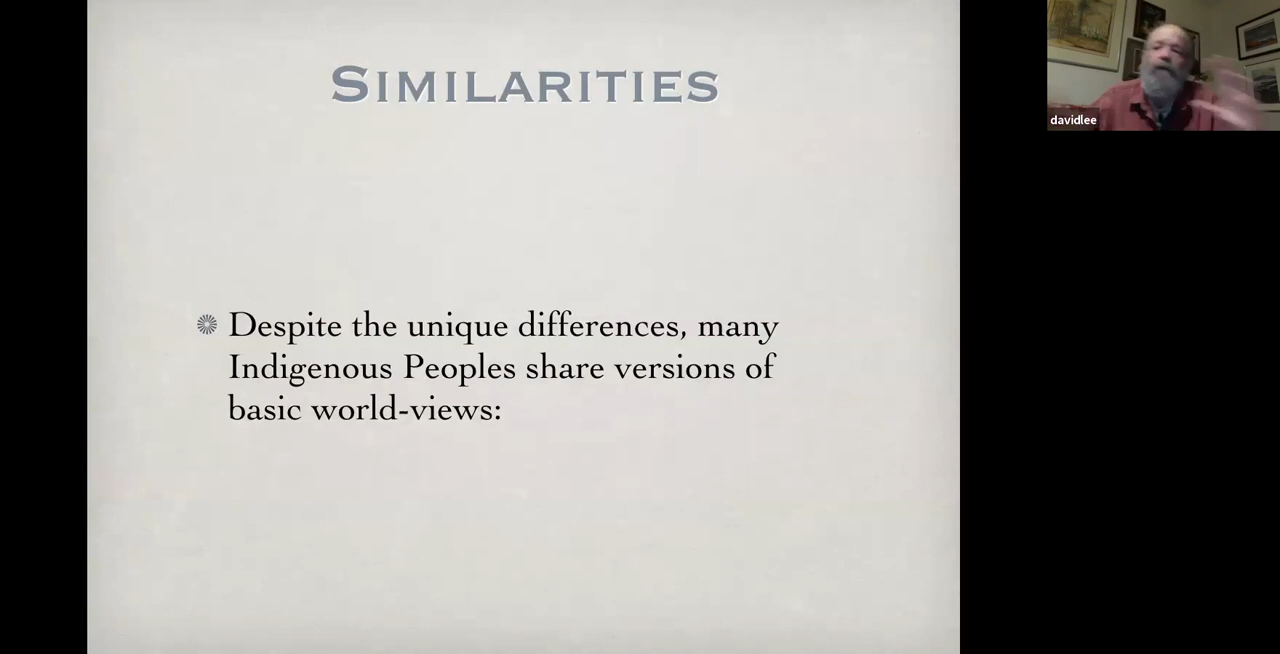 SIMILARITIES
Despite the unique differences, many
Indigenous Peoples share versions of
basic world-views:
davidlee